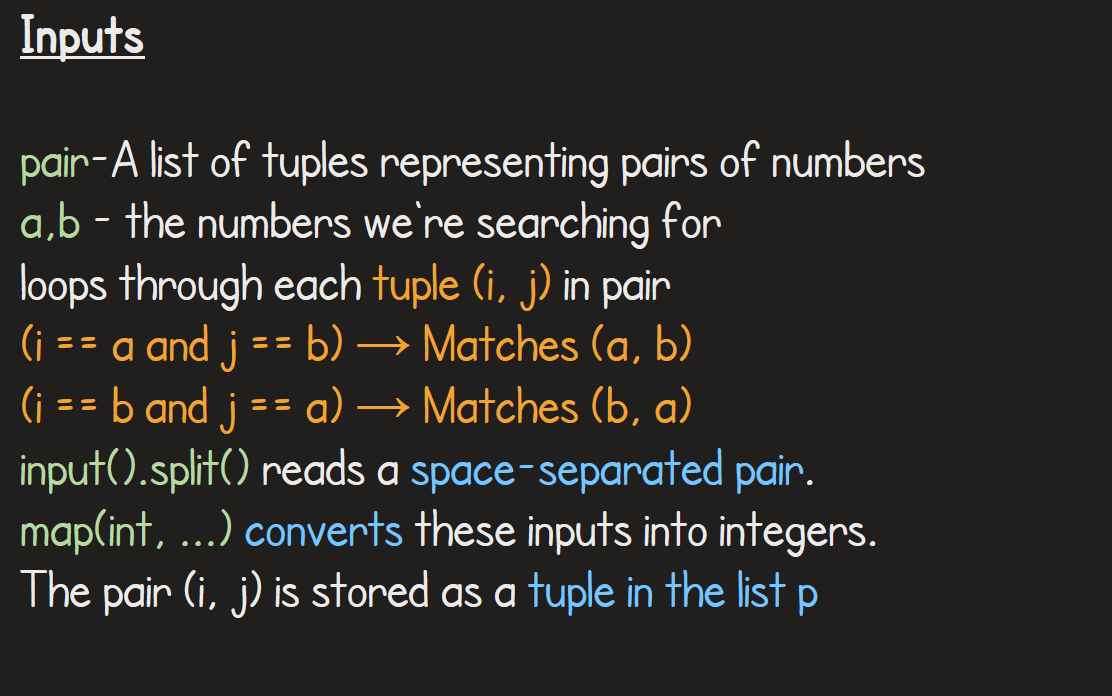 Inputs
pair-A list of tuples representing pairs of numbers
a,b - the numbers we`re searching for
loops through each tuple (i, j) in pair
(i == a and j == b) → Matches (a, b)
(i == b and j == a) → Matches (b, a)
input().split() reads a space-separated pair.
map(int, ...) converts these inputs into integers.
The pair (i, j) is stored as a tuple in the list p